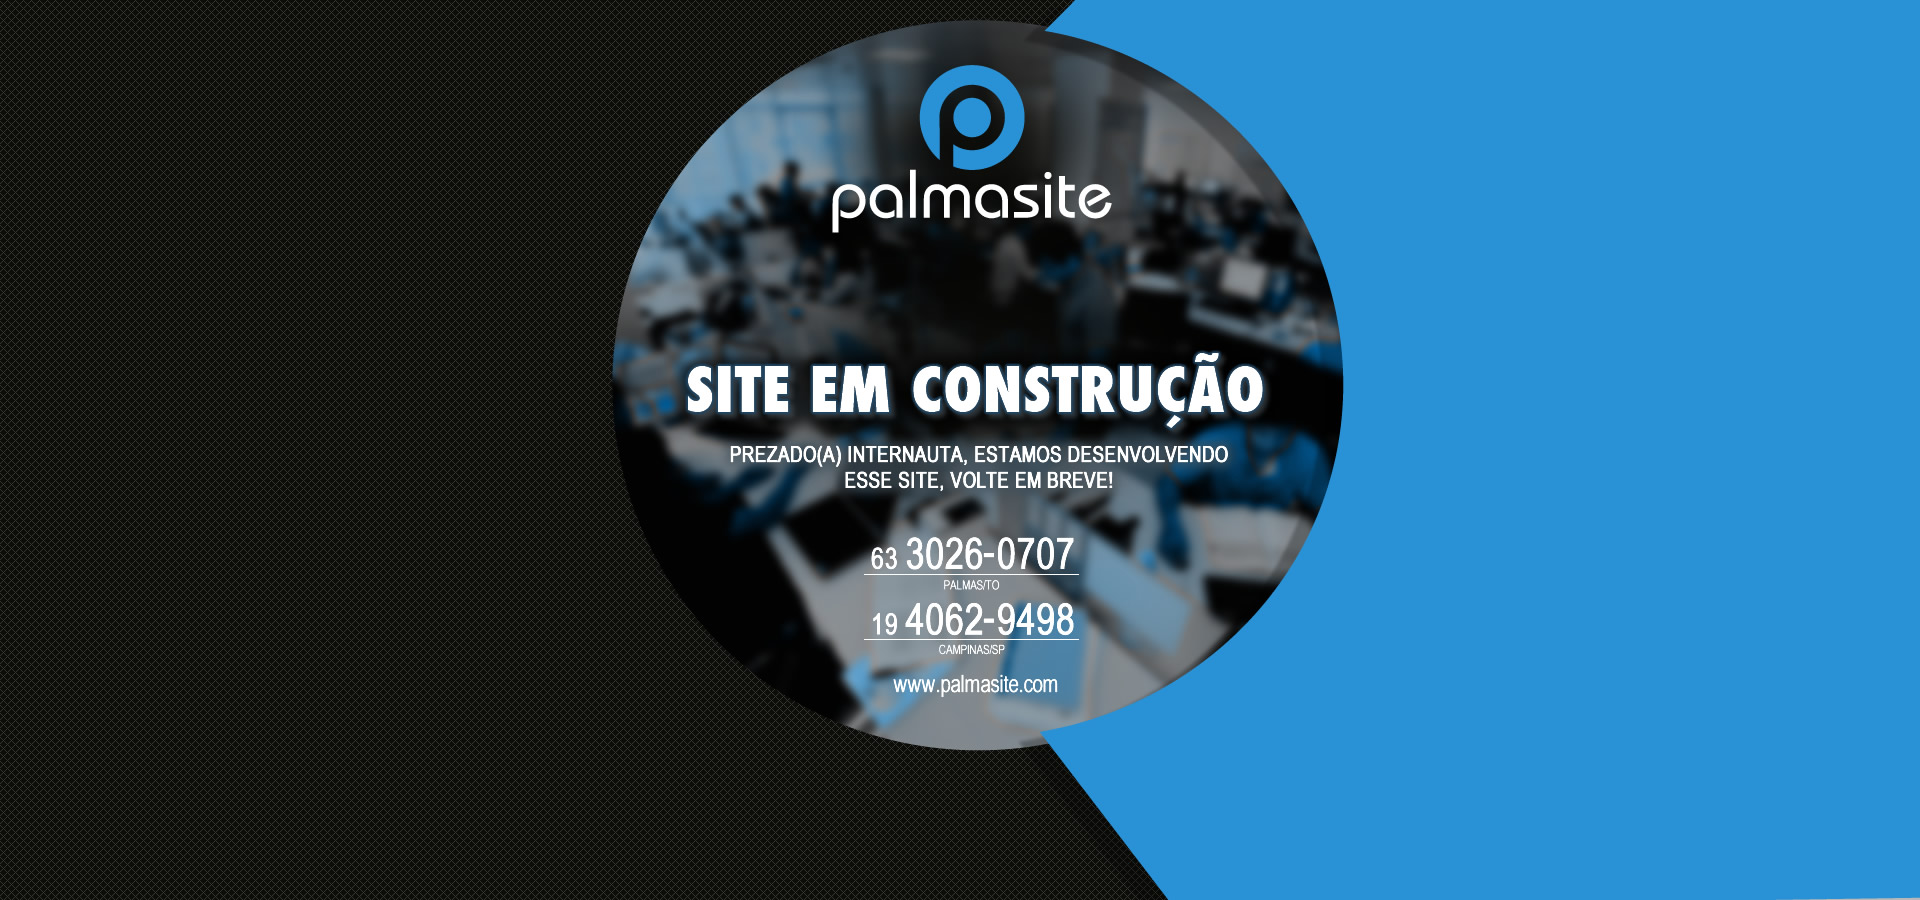 palmasite
SITE EM CONSTRUÇÃO
PREZADO(A) INTERNAUTA, ESTAMOS DESENVOLVENDO
ESSE SITE, VOLTE EM BREVE!
63 3026-0707
PALMAS/TO
19 4062-9498
CAMPINAS/SP
www.palmasite.com